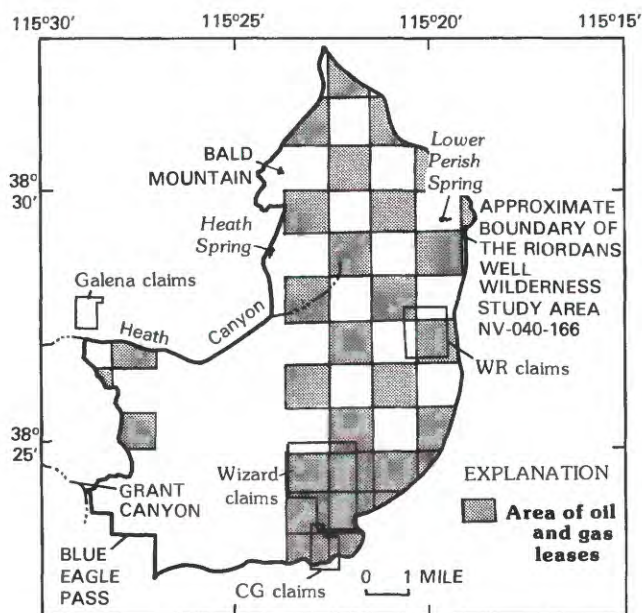 115°30' 115°25' 115°20' 115°15'
38°
30'
38°
25'
BALD
MOUNTAIN
Lower
Perish
Spring
Heath
Spring
APPROXIMATE
BOUNDARY OF
THE RIORDANS
WELL
WILDERNESS
STUDY AREA
NV-040-166
Galena claims
Heath Canyon
WR claims
Wizard
claims
GRANT
CANYON
BLUE
EAGLE
PASS
CG claims
0 1 MILE
EXPLANATION
Area of oil
and gas
leases